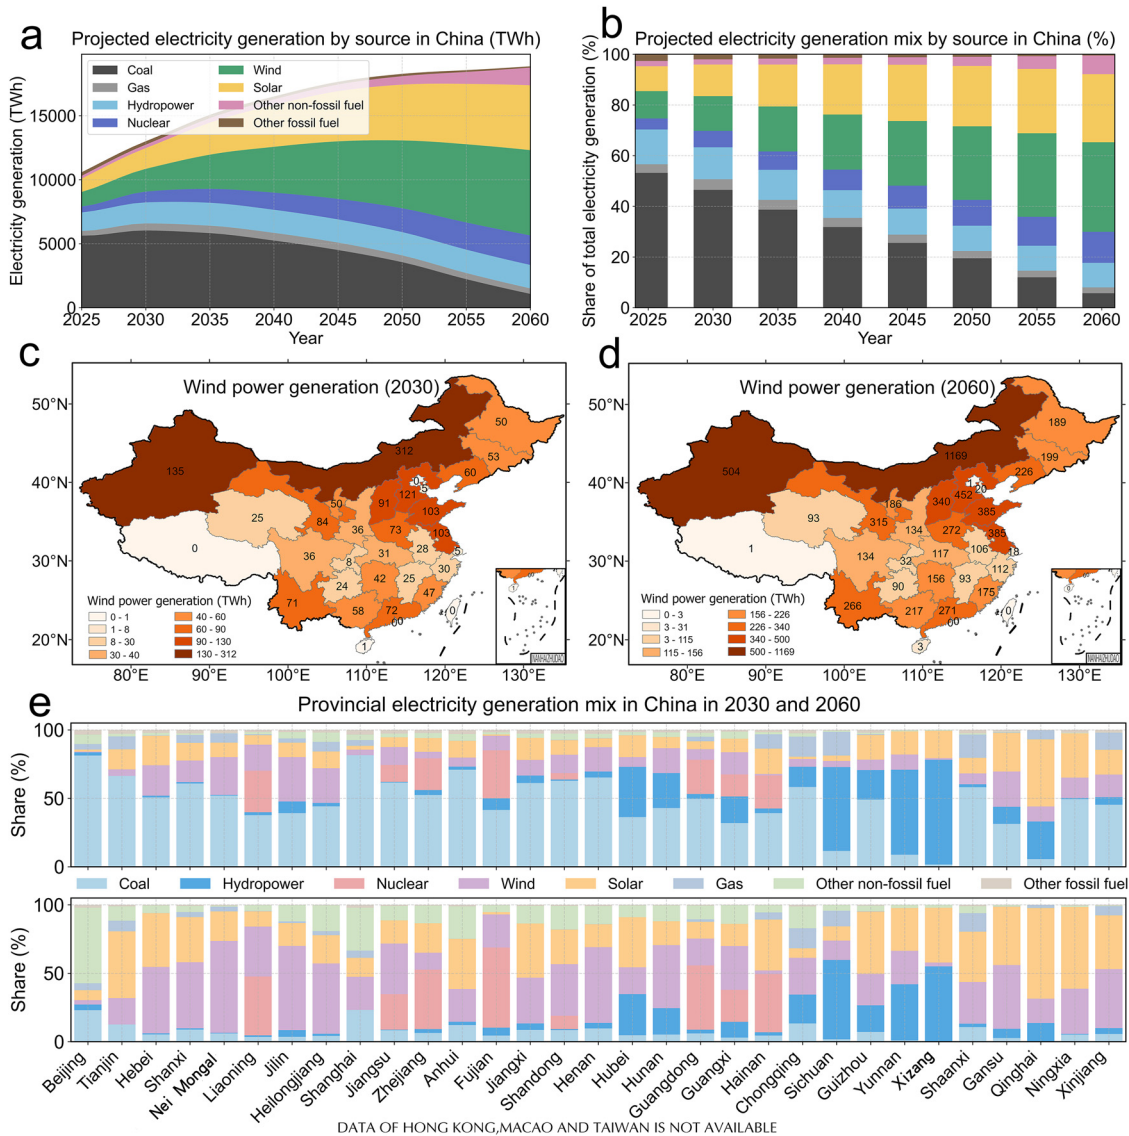 a
Projected electricity generation by source in China (TWh)
Electricity generation (TWh)
15000
10000
5000
0
Coal
Gas
Hydropower
Nuclear
Wind
Solar
Other non-fossil fuel
Other fossil fuel
2025 2030 2035 2040 2045 2050 2055 2060
Year
b
Projected electricity generation mix by source in China (%)
Share of total electricity generation (%)
100
80
60
40
20
0
2025 2030 2035 2040 2045 2050 2055 2060
Year
c
Wind power generation (2030)
50°N
40°N
30°N
20°N
50
312
53
135
60
0
5
50
121
91
103
25
84
36
73
103
0
36
31
28
5
8
30
24
42
25
47
71
58
72
00
0
1
Wind power generation (TWh)
0 - 1
1 - 8
8 - 30
30 - 40
40 - 60
60 - 90
90 - 130
130 - 312
NANHAIZHUDAO
80°E 90°E 100°E 110°E 120°E 130°E
d
Wind power generation (2060)
50°N
40°N
30°N
20°N
189
1169
199
504
226
1
20
186
452
340
385
93
315
134
272
385
1
134
117
106
18
32
112
90
156
93
175
266
217
271
00
0
3
Wind power generation (TWh)
0 - 3
3 - 31
3 - 115
115 - 156
156 - 226
226 - 340
340 - 500
500 - 1169
NANHAIZHUDAO
80°E 90°E 100°E 110°E 120°E 130°E
e
Provincial electricity generation mix in China in 2030 and 2060
Share (%)
100
50
0
Coal Hydropower Nuclear Wind Solar Gas Other non-fossil fuel Other fossil fuel
Share (%)
100
50
0
Beijing Tianjin Hebei Shanxi Nei Mongal Liaoning Jilin Heilongjiang Shanghai Jiangsu Zhejiang Anhui Fujian Jiangxi Shandong Henan Hubei Hunan Guangdong Guangxi Hainan Chongqing Sichuan Guizhou Yunnan Xizang Shaanxi Gansu Qinghai Ningxia Xinjiang
DATA OF HONG KONG,MACAO AND TAIWAN IS NOT AVAILABLE